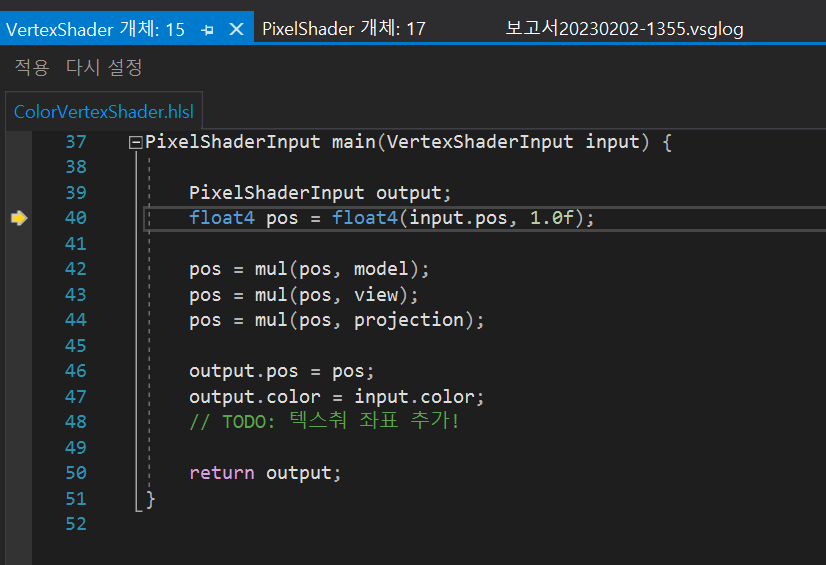 VertexShader 개체: 15 PixelShader 개체: 17 보고서20230202-1355.vsglog
적용 다시 설정
ColorVertexShader.hlsl
37 PixelShaderInput main(VertexShaderInput input) {
38
39 PixelShaderInput output;
40 float4 pos = float4(input.pos, 1.0f);
41
42 pos = mul(pos, model);
43 pos = mul(pos, view);
44 pos = mul(pos, projection);
45
46 output.pos = pos;
47 output.color = input.color;
48 // TODO: 텍스춰 좌표 추가!
49
50 return output;
51 }
52